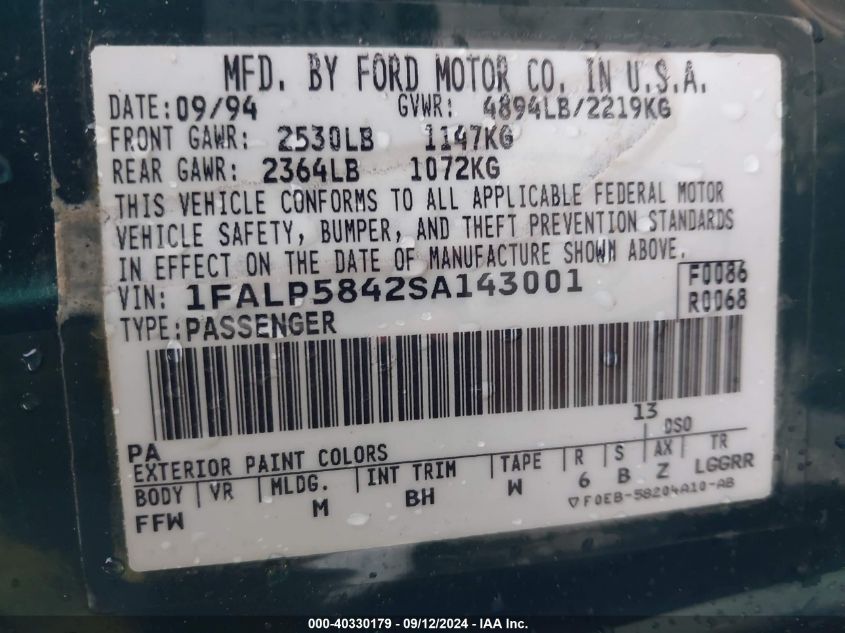 MFD. BY FORD MOTOR CO. IN U.S.A.
DATE: 09/94 GVWR: 4894LB/2219KG
FRONT GAWR: 2530LB 1147KG
REAR GAWR: 2364LB 1072KG
THIS VEHICLE CONFORMS TO ALL APPLICABLE FEDERAL MOTOR
VEHICLE SAFETY, BUMPER, AND THEFT PREVENTION STANDARDS
IN EFFECT ON THE DATE OF MANUFACTURE SHOWN ABOVE.
VIN: 1FALP5842SA143001 F0086
TYPE: PASSENGER R0068
13
PA DSO
EXTERIOR PAINT COLORS
BODY VR MLDG. INT TRIM TAPE R S AX TR
FFW M BH W 6 B Z LGGRR
▽F0EB-58204A10-AB
000-40330179 - 09/12/2024 - IAAI.com